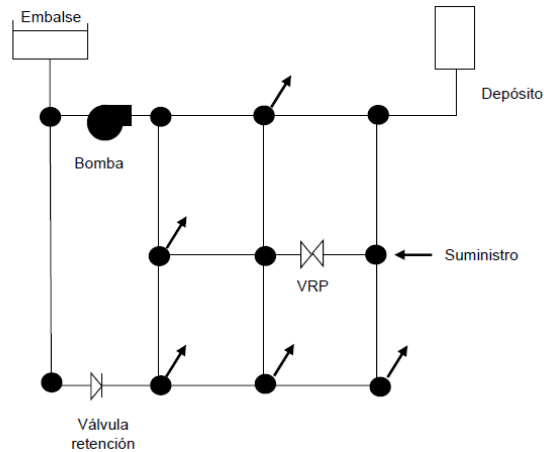 Embalse
Depósito
Bomba
Suministro
VRP
Válvula
retención